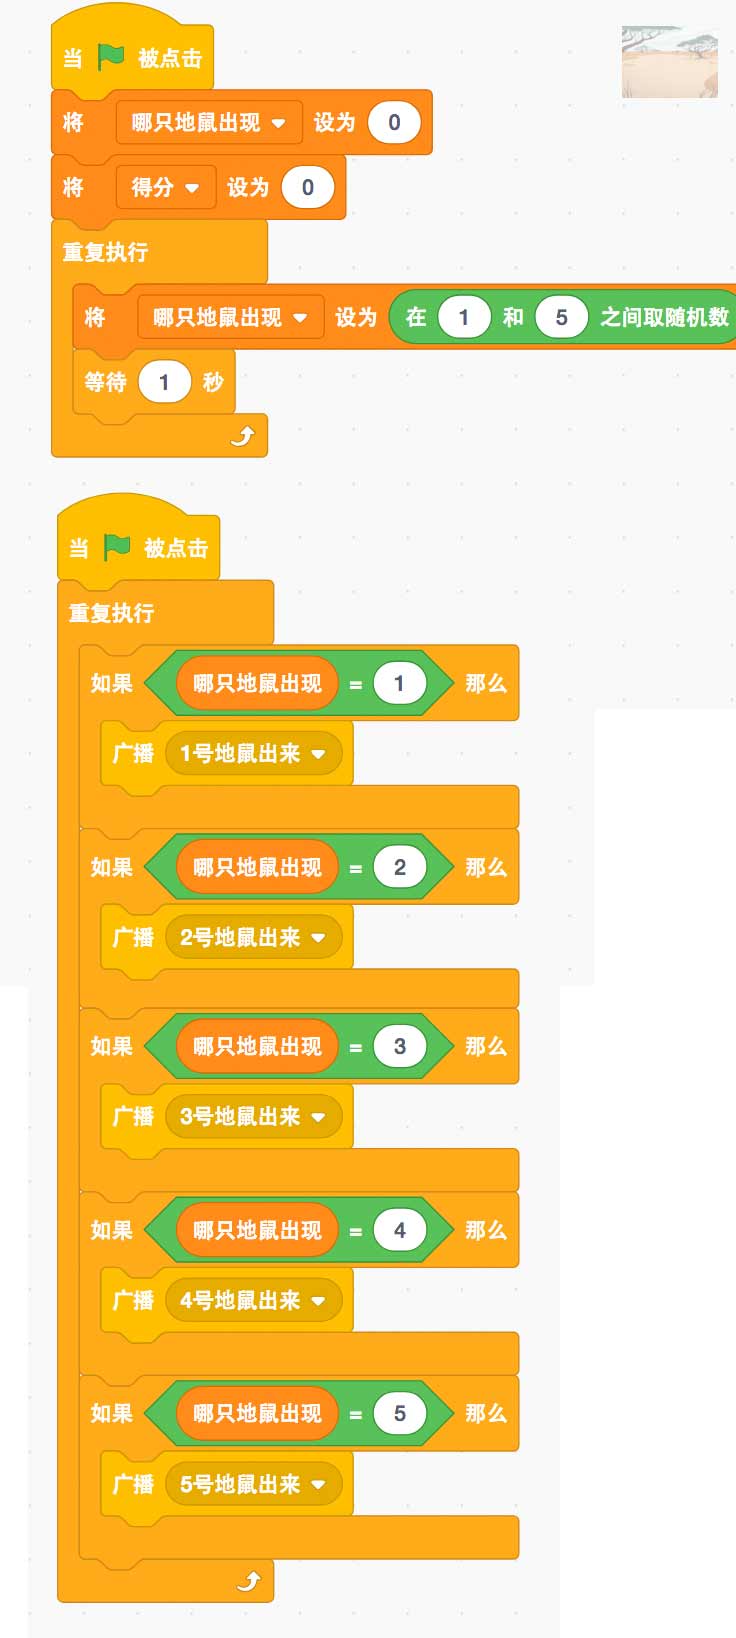 当 被点击
将 哪只地鼠出现 设为 0
将 得分 设为 0
重复执行
将 哪只地鼠出现 设为 在 1 和 5 之间取随机数
等待 1 秒
当 被点击
重复执行
如果 哪只地鼠出现 = 1 那么
广播 1号地鼠出来
如果 哪只地鼠出现 = 2 那么
广播 2号地鼠出来
如果 哪只地鼠出现 = 3 那么
广播 3号地鼠出来
如果 哪只地鼠出现 = 4 那么
广播 4号地鼠出来
如果 哪只地鼠出现 = 5 那么
广播 5号地鼠出来